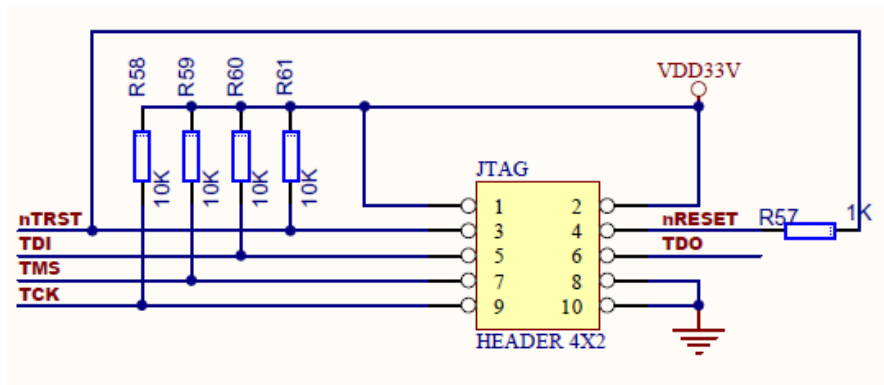 R58
R59
R60
R61
VDD33V
10K
10K
10K
10K
JTAG
nTRST
1
2
nRESET
R57
1K
3
4
TDI
5
6
TDO
TMS
7
8
TCK
9
10
HEADER 4X2